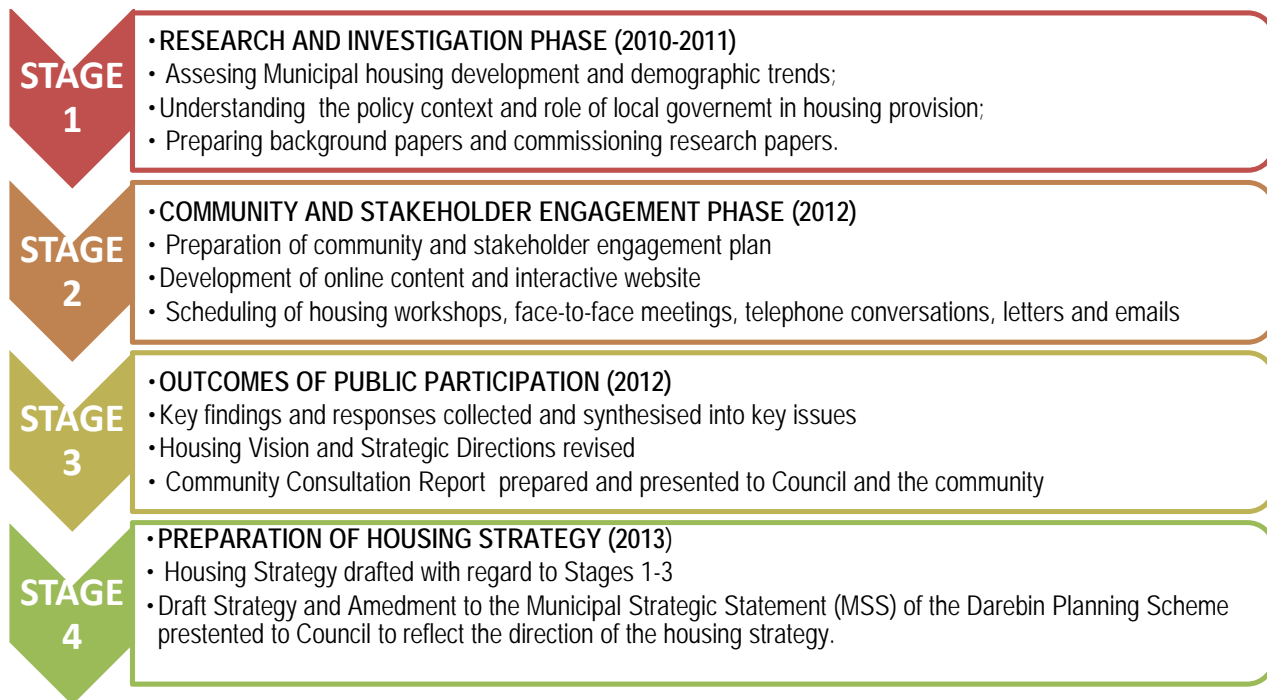 STAGE
1
• RESEARCH AND INVESTIGATION PHASE (2010-2011)
• Assesing Municipal housing development and demographic trends;
• Understanding the policy context and role of local governemt in housing provision;
• Preparing background papers and commissioning research papers.
STAGE
2
• COMMUNITY AND STAKEHOLDER ENGAGEMENT PHASE (2012)
• Preparation of community and stakeholder engagement plan
• Development of online content and interactive website
• Scheduling of housing workshops, face-to-face meetings, telephone conversations, letters and emails
STAGE
3
• OUTCOMES OF PUBLIC PARTICIPATION (2012)
• Key findings and responses collected and synthesised into key issues
• Housing Vision and Strategic Directions revised
• Community Consultation Report prepared and presented to Council and the community
STAGE
4
• PREPARATION OF HOUSING STRATEGY (2013)
• Housing Strategy drafted with regard to Stages 1-3
• Draft Strategy and Amedment to the Municipal Strategic Statement (MSS) of the Darebin Planning Scheme
prestented to Council to reflect the direction of the housing strategy.